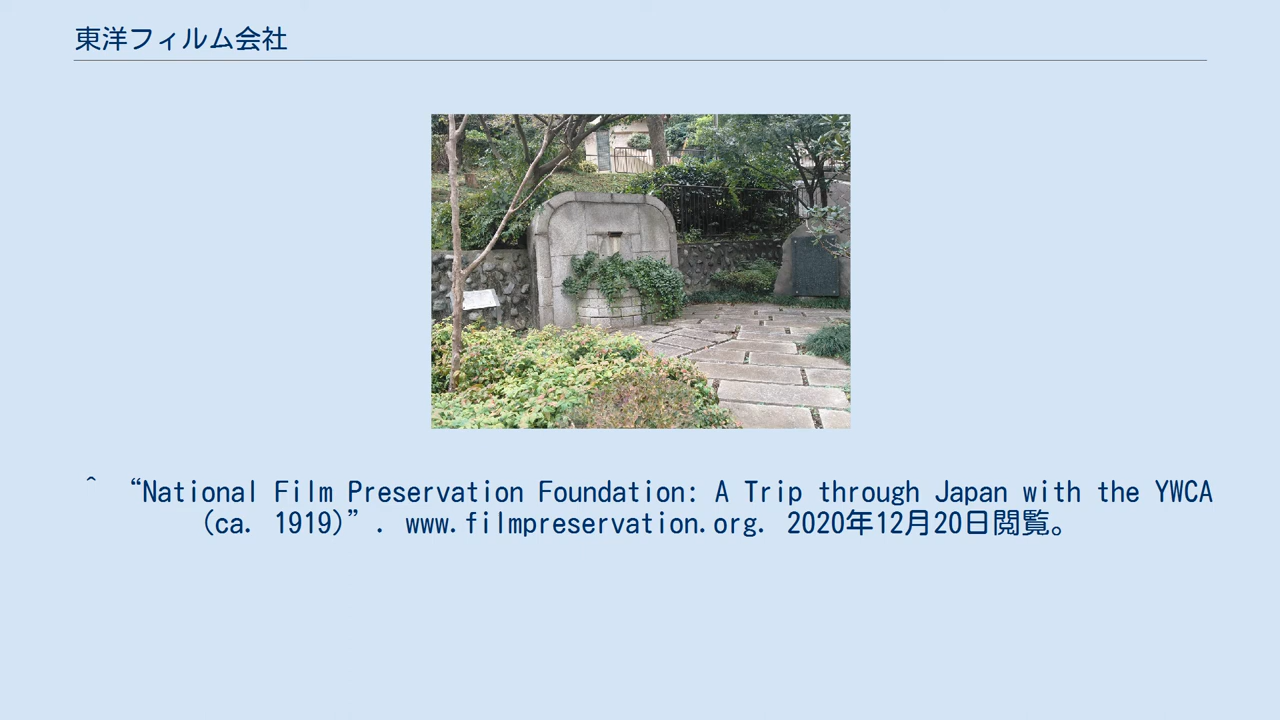 東洋フィルム会社
^ “National Film Preservation Foundation: A Trip through Japan with the YWCA
(ca. 1919)”. www.filmpreservation.org. 2020年12月20日閲覧。